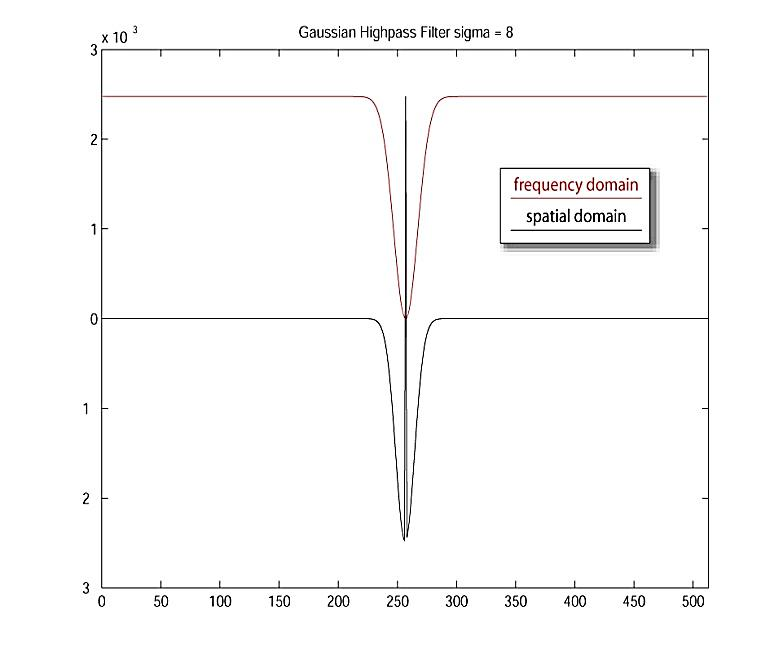 Gaussian Highpass Filter sigma = 8
x 10 3
3
2
1
0
1
2
3
frequency domain
spatial domain
0 50 100 150 200 250 300 350 400 450 500